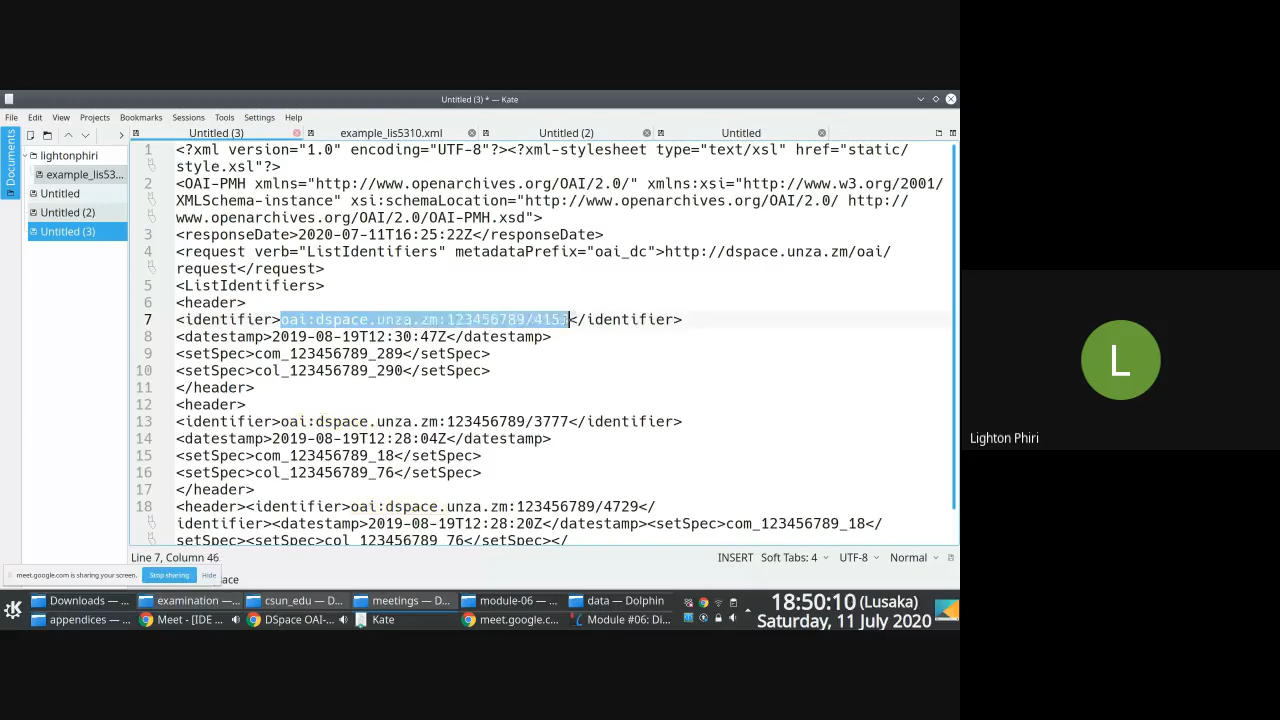 Untitled (3) * — Kate
File Edit View Projects Bookmarks Sessions Tools Settings Help
Documents
Untitled (3) example_lis5310.xml Untitled (2) Untitled
lightonphiri
example_lis53...
Untitled
Untitled (2)
Untitled (3)
1 <?xml version="1.0" encoding="UTF-8"?><?xml-stylesheet type="text/xsl" href="static/
style.xsl"?>
2 <OAI-PMH xmlns="http://www.openarchives.org/OAI/2.0/" xmlns:xsi="http://www.w3.org/2001/
XMLSchema-instance" xsi:schemaLocation="http://www.openarchives.org/OAI/2.0/ http://
www.openarchives.org/OAI/2.0/OAI-PMH.xsd">
3 <responseDate>2020-07-11T16:25:22Z</responseDate>
4 <request verb="ListIdentifiers" metadataPrefix="oai_dc">http://dspace.unza.zm/oai/
request</request>
5 <ListIdentifiers>
6 <header>
7 <identifier>oai:dspace.unza.zm:123456789/</identifier>
8 <datestamp>2019-08-19T12:30:47Z</datestamp>
9 <setSpec>com_123456789_289</setSpec>
10 <setSpec>col_123456789_290</setSpec>
11 </header>
12 <header>
13 <identifier>oai:dspace.unza.zm:123456789/3777</identifier>
14 <datestamp>2019-08-19T12:28:04Z</datestamp>
15 <setSpec>com_123456789_18</setSpec>
16 <setSpec>col_123456789_76</setSpec>
17 </header>
18 <header><identifier>oai:dspace.unza.zm:123456789/4729</
identifier><datestamp>2019-08-19T12:28:20Z</datestamp><setSpec>com_123456789_18</
setSpec><setSpec>col_123456789_76</setSpec></
Line 7, Column 46 INSERT Soft Tabs: 4 UTF-8 Normal
meet.google.com is sharing your screen. Stop sharing Hide
Downloads — ... examination —... csun_edu — D... meetings — D... module-06 — ... data — Dolphin
appendices — ... Meet - [IDE ... DSpace OAI-... Kate meet.google.c... Module #06: Di...
18:50:10 (Lusaka)
Saturday, 11 July 2020
L
Lighton Phiri